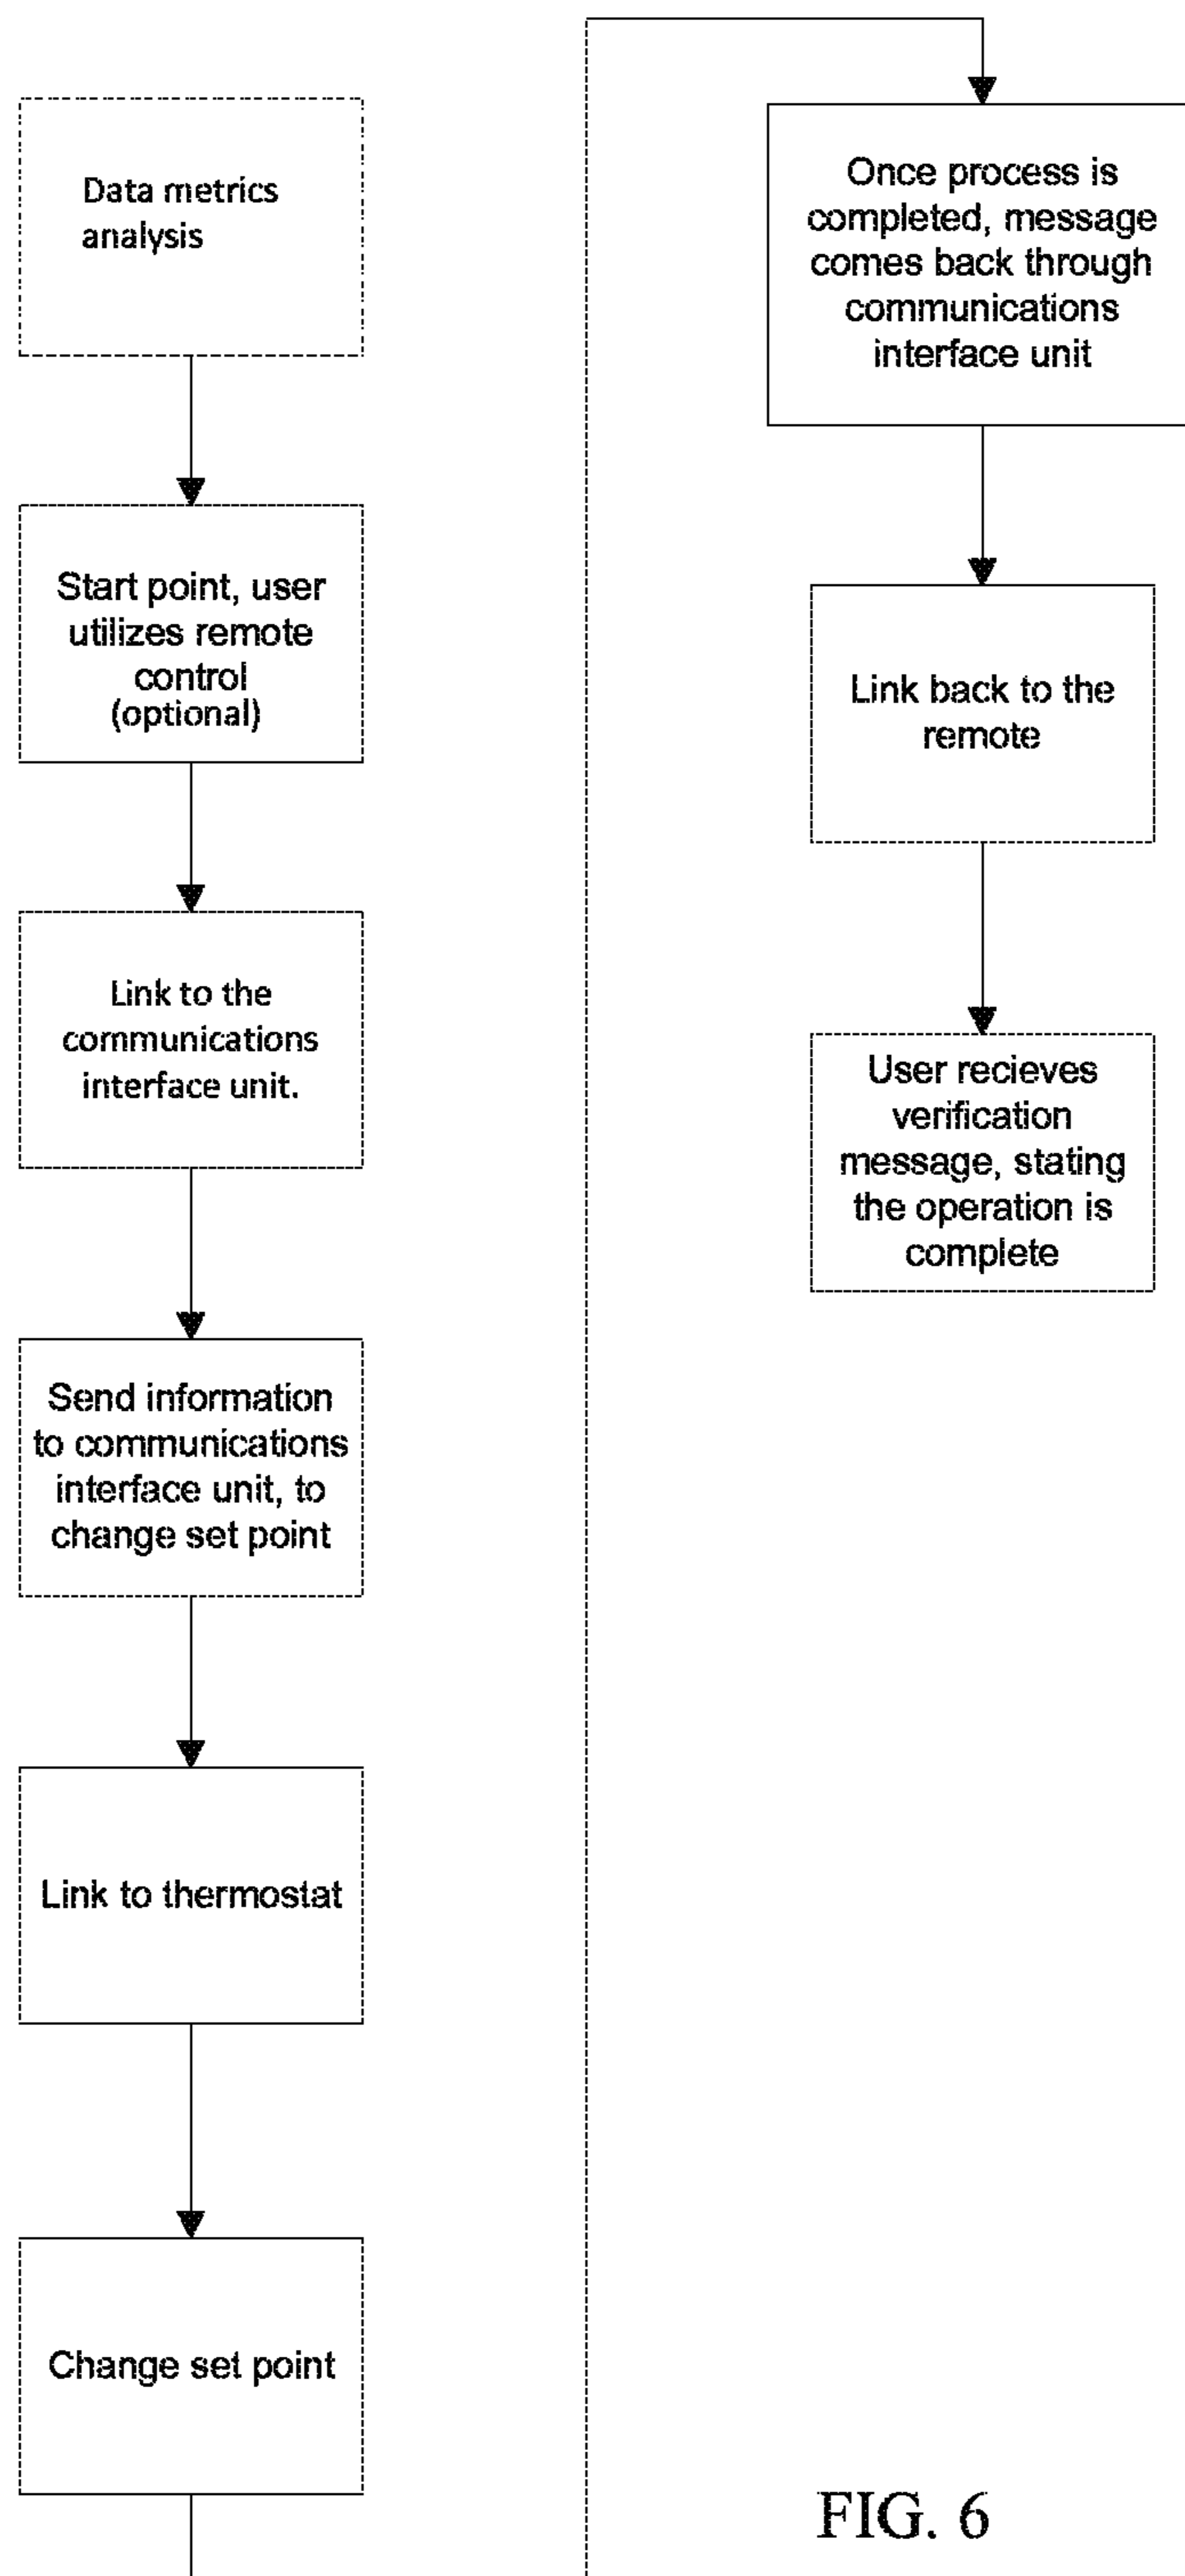 Data metrics
analysis
Start point, user
utilizes remote
control
(optional)
Link to the
communications
interface unit.
Send information
to communications
interface unit, to
change set point
Link to thermostat
Change set point
Once process is
completed, message
comes back through
communications
interface unit
Link back to the
remote
User recieves
verification
message, stating
the operation is
complete
FIG. 6